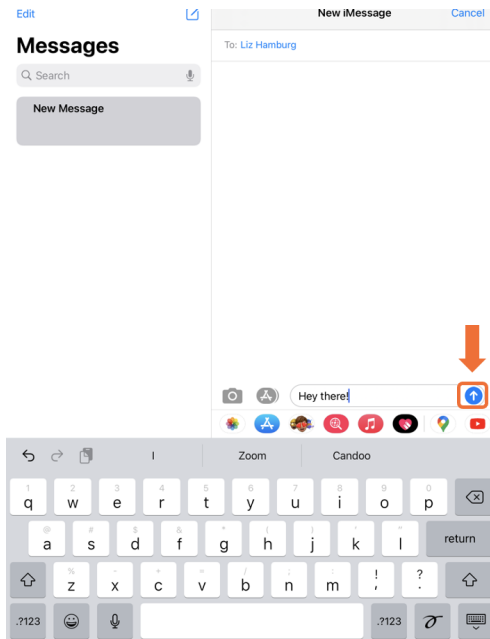 Edit
New iMessage
Cancel
Messages
To: Liz Hamburg
Search
New Message
Hey there!
I
Zoom
Candoo
1 2 3 4 5 6 7 8 9 0
q w e r t y u i o p
@ # $ & * ( ) ' "
a s d f g h j k l return
% - + = / ; : ! ?
z x c v b n m , .
.?123
.?123